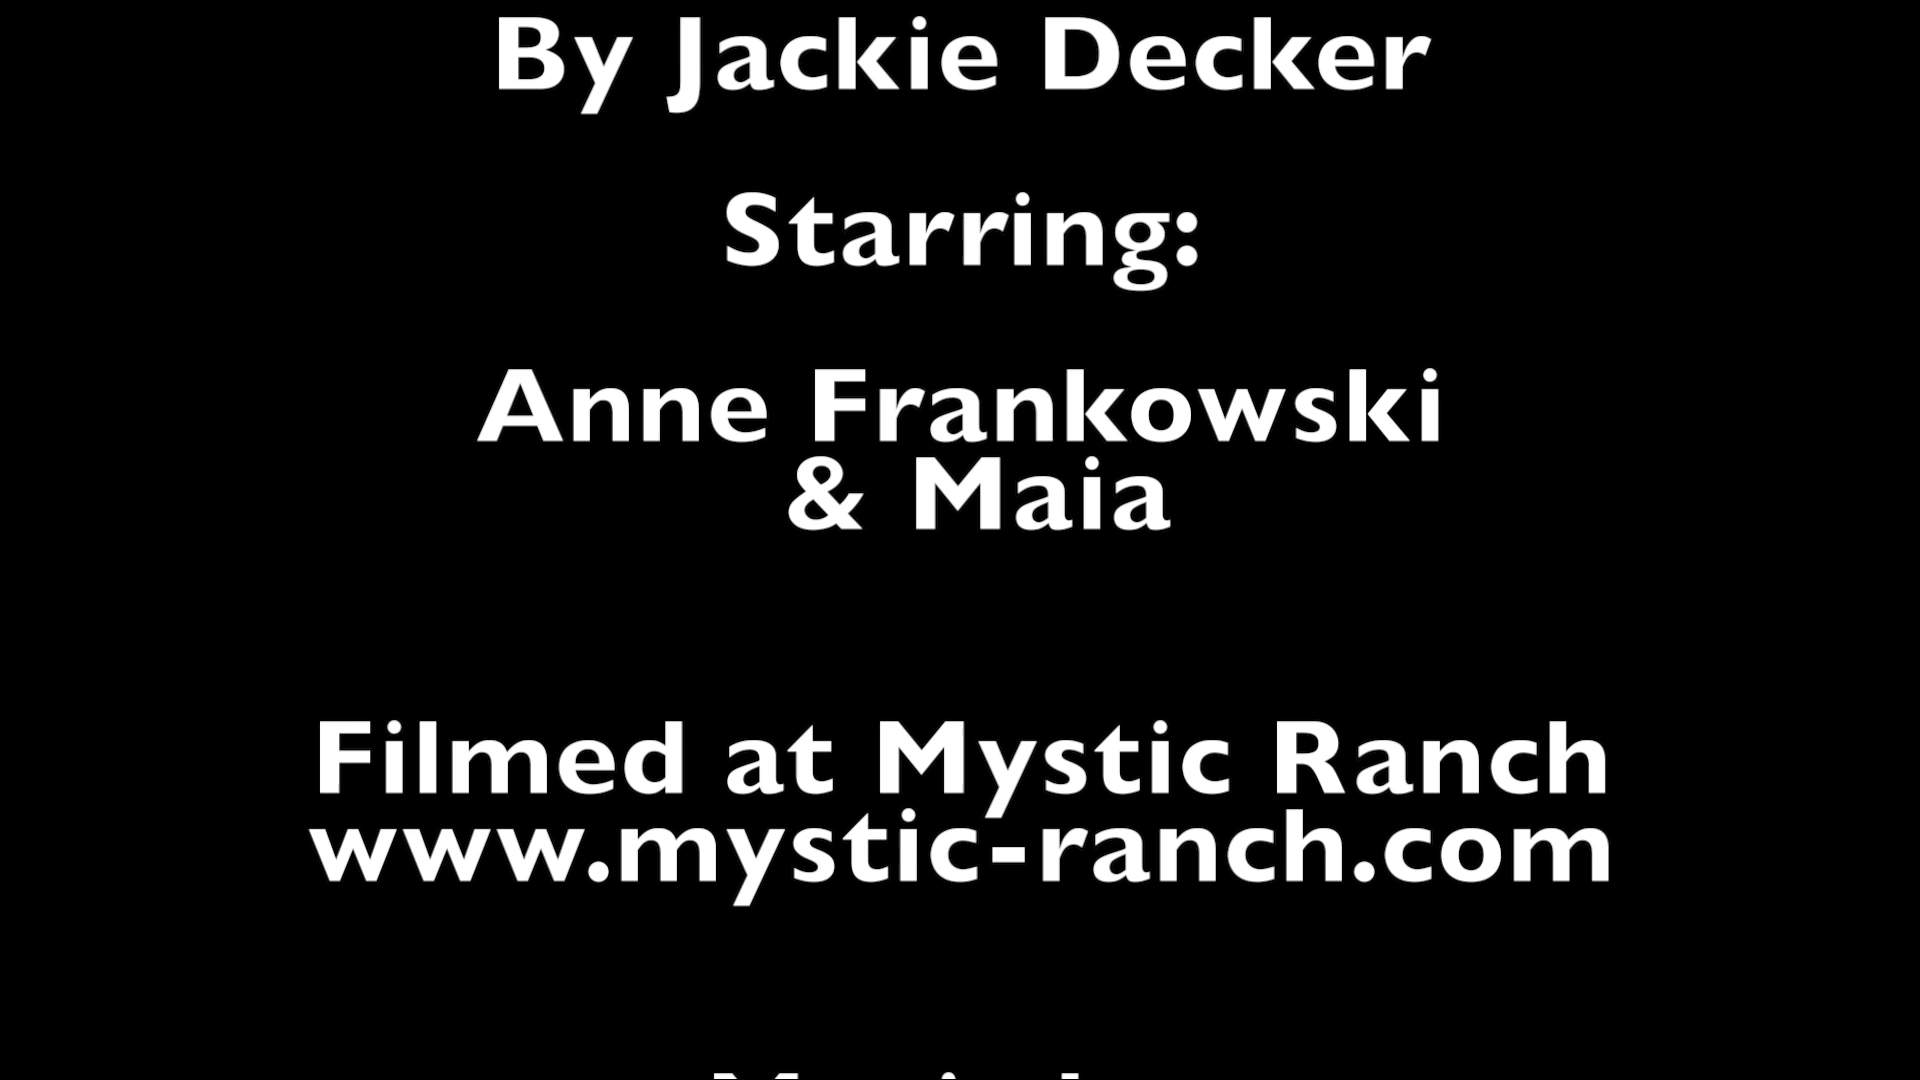 By Jackie Decker
Starring:
Anne Frankowski
& Maia
Filmed at Mystic Ranch
www.mystic-ranch.com